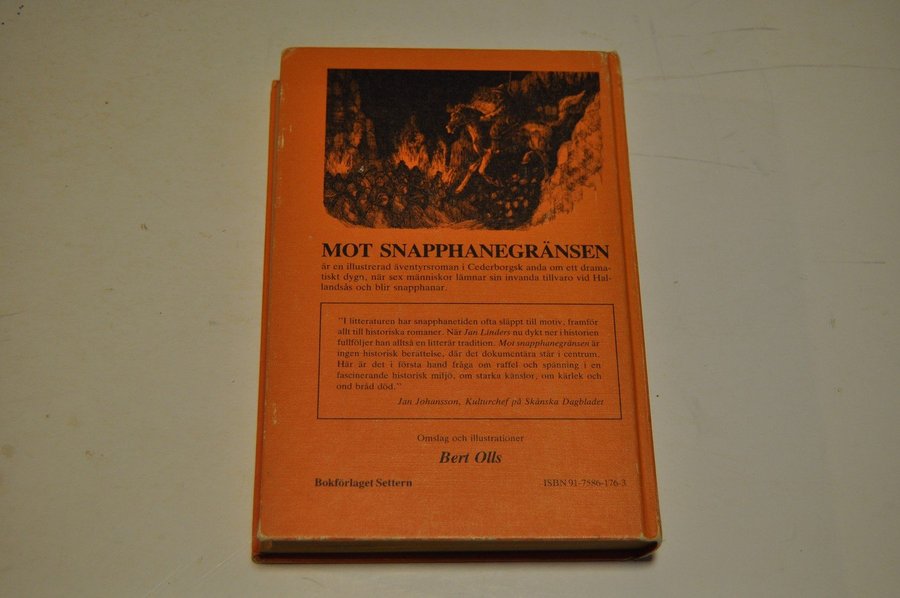 MOT SNAPPHANEGRÄNSEN
är en illustrerad äventyrsroman i Cederborgsk anda om ett drama-
tiskt dygn, när sex människor lämnar sin invanda tillvaro vid Hal-
landsås och blir snapphanar.
"I litteraturen har snapphanetiden ofta släppt till motiv, framför
allt till historiska romaner. När Jan Linders nu dykt ner i historien
fullföljer han alltså en litterär tradition. Mot snapphanegränsen är
ingen historisk berättelse, där det dokumentära står i centrum.
Här är det i första hand fråga om raffel och spänning i en
fascinerande historisk miljö, om starka känslor, om kärlek och
ond bråd död."
Jan Johansson, Kulturchef på Skånska Dagbladet
Omslag och illustrationer
Bert Olls
Bokförlaget Settern
ISBN 91-7586-176-3